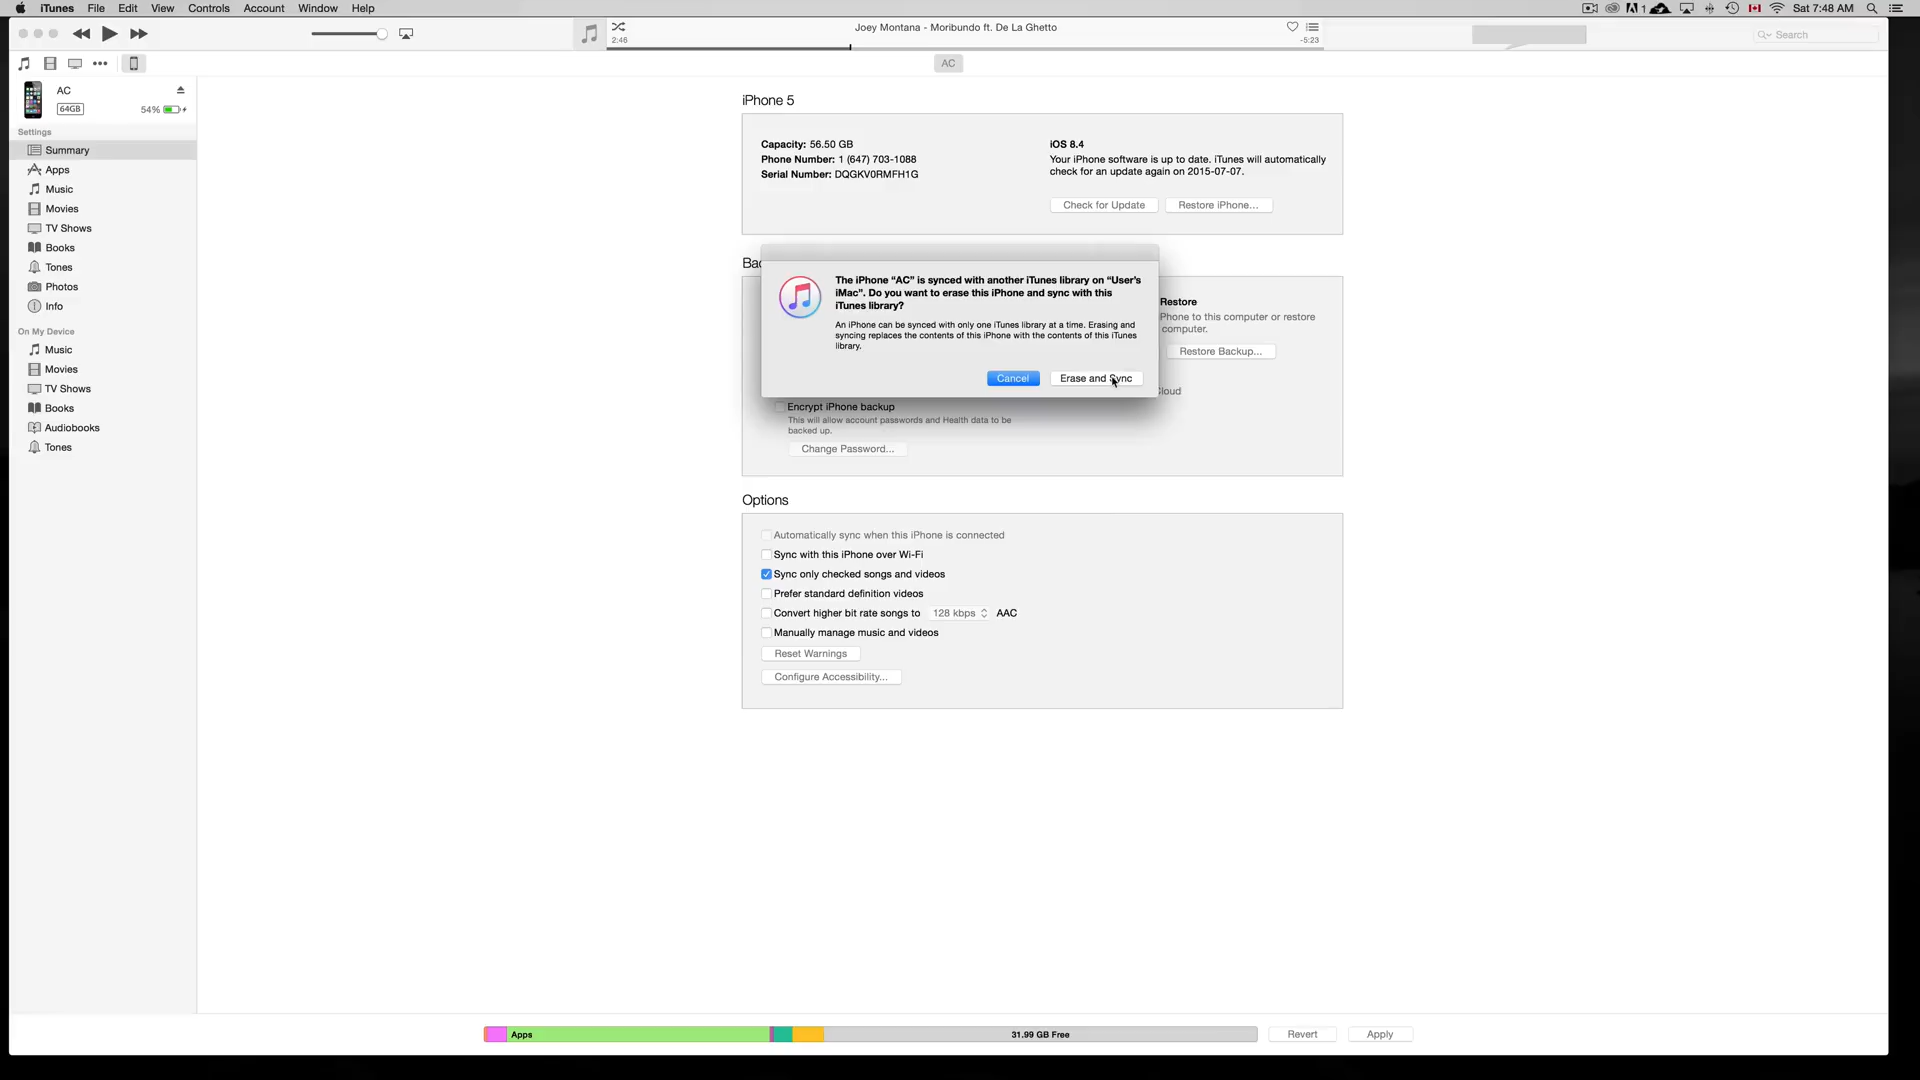 iTunes File Edit View Controls Account Window Help
1 Sat 7:48 AM
Joey Montana - Moribundo ft. De La Ghetto
2:46 -5:23
Search
AC
AC
64GB 54%
Settings
Summary
Apps
Music
Movies
TV Shows
Books
Tones
Photos
Info
On My Device
Music
Movies
TV Shows
Books
Audiobooks
Tones
iPhone 5
Capacity: 56.50 GB
Phone Number: 1 (647) 703-1088
Serial Number: DQGKV0RMFH1G
iOS 8.4
Your iPhone software is up to date. iTunes will automatically
check for an update again on 2015-07-07.
Check for Update Restore iPhone...
The iPhone “AC” is synced with another iTunes library on “User’s
iMac”. Do you want to erase this iPhone and sync with this
iTunes library?
An iPhone can be synced with only one iTunes library at a time. Erasing and
syncing replaces the contents of this iPhone with the contents of this iTunes
library.
Cancel Erase and Sync
Restore
Phone to this computer or restore
computer.
Restore Backup...
Encrypt iPhone backup
This will allow account passwords and Health data to be
backed up.
Change Password...
Options
Automatically sync when this iPhone is connected
Sync with this iPhone over Wi-Fi
Sync only checked songs and videos
Prefer standard definition videos
Convert higher bit rate songs to 128 kbps AAC
Manually manage music and videos
Reset Warnings
Configure Accessibility...
Apps
31.99 GB Free
Revert Apply